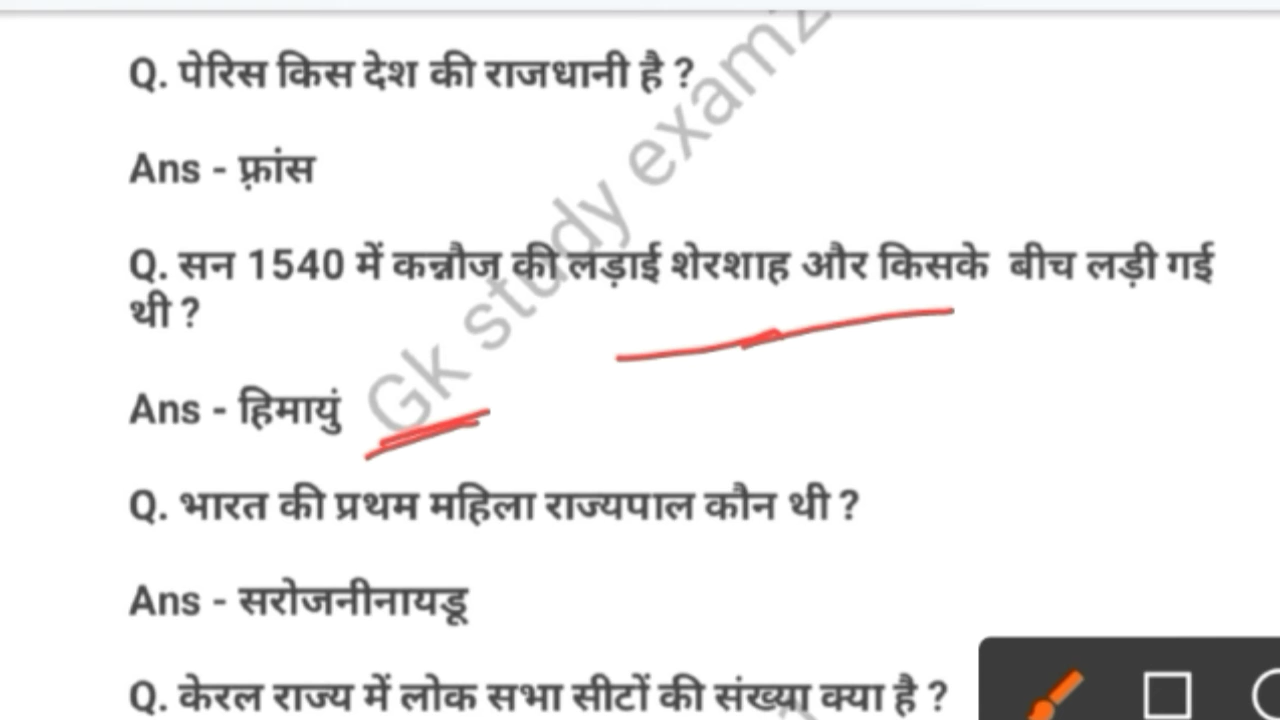 Q. पेरिस किस देश की राजधानी है ?
Ans - फ़्रांस
Q. सन 1540 में कन्नौज की लड़ाई शेरशाह और किसके बीच लड़ी गई
थी ?
Ans - हिमायुं
Q. भारत की प्रथम महिला राज्यपाल कौन थी ?
Ans - सरोजनीनायडू
Q. केरल राज्य में लोक सभा सीटों की संख्या क्या है ?
Gk study exam2